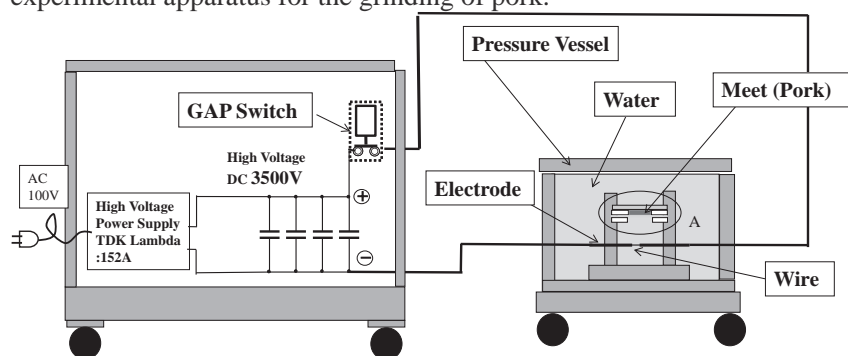 experimental apparatus for the grinding of pork.
Pressure Vessel
Meet (Pork)
GAP Switch
Water
High Voltage
DC 3500V
Electrode
AC
100V
High Voltage
Power Supply
TDK Lambda
:152A
+
−
A
Wire